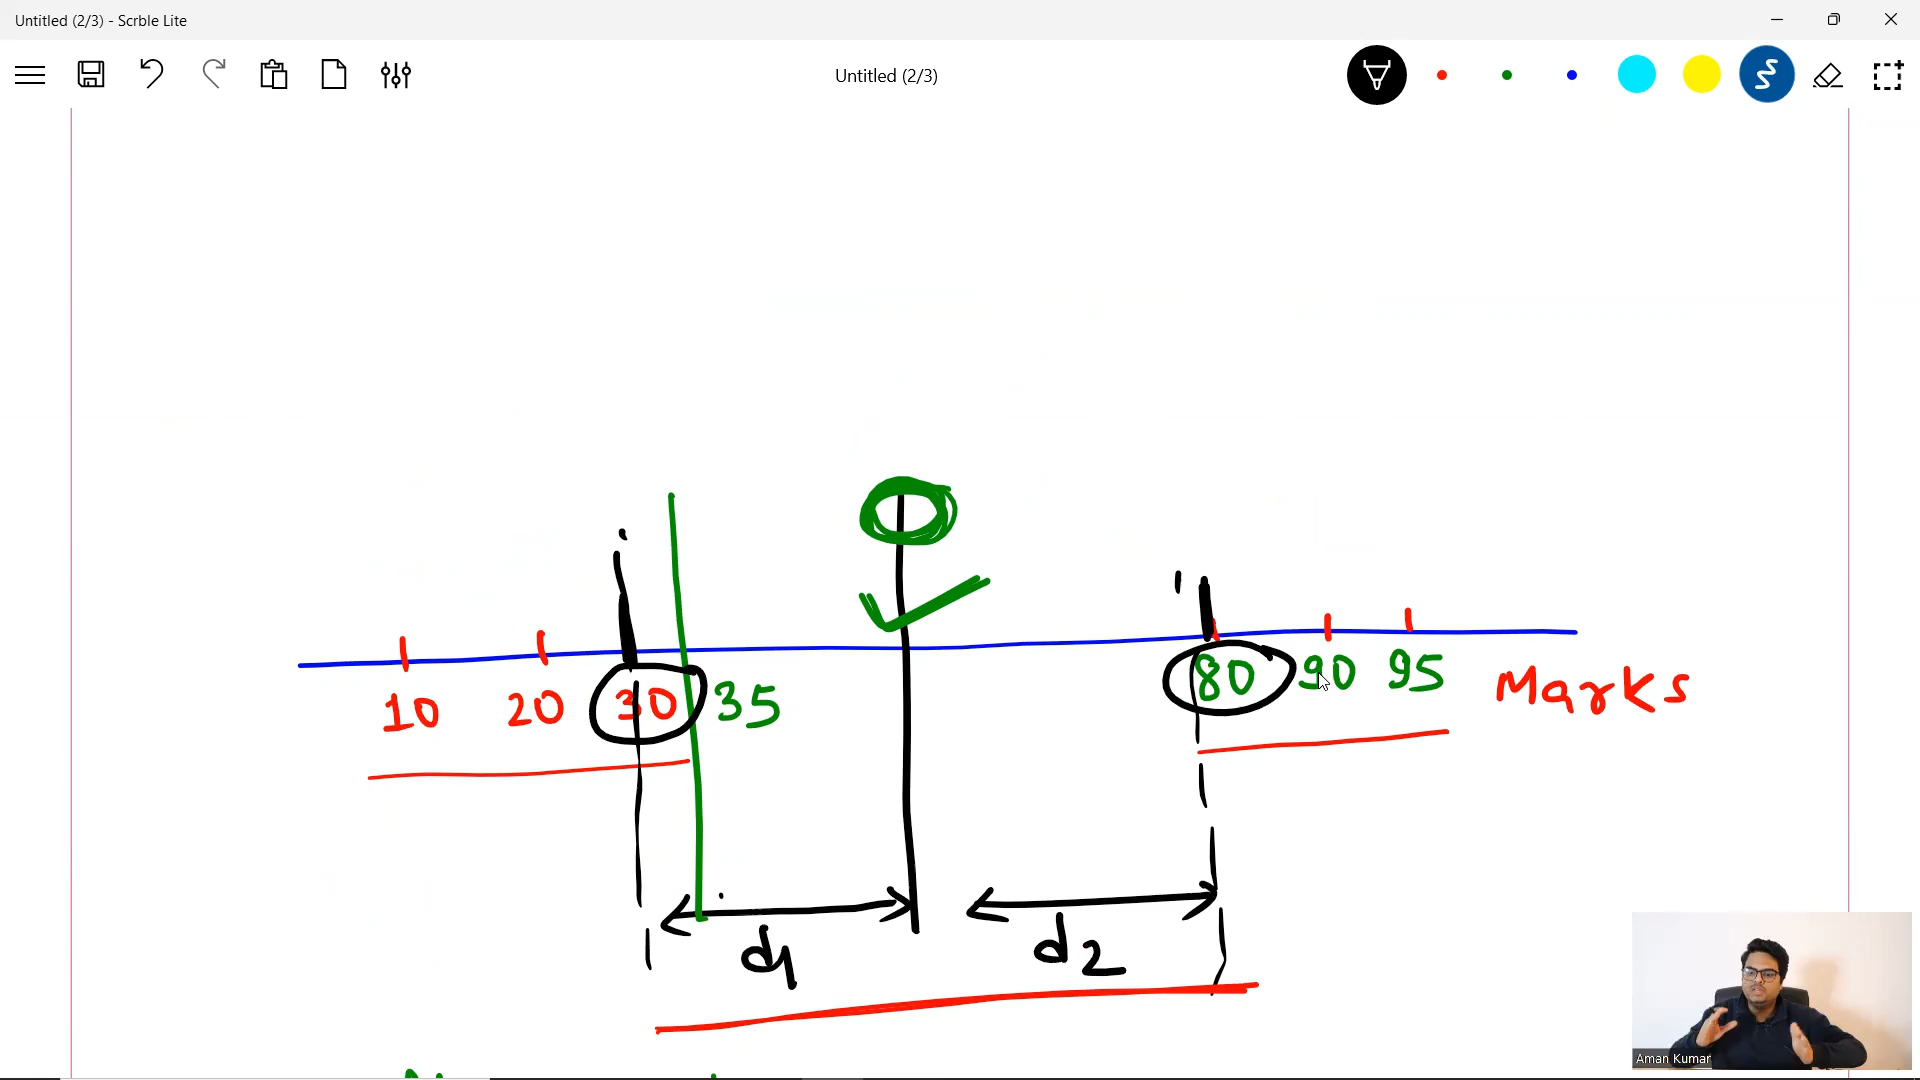 Untitled (2/3) - Scrble Lite
Untitled (2/3)
10 20 30 35 80 90 95 Marks
d1 d2
Aman Kumar